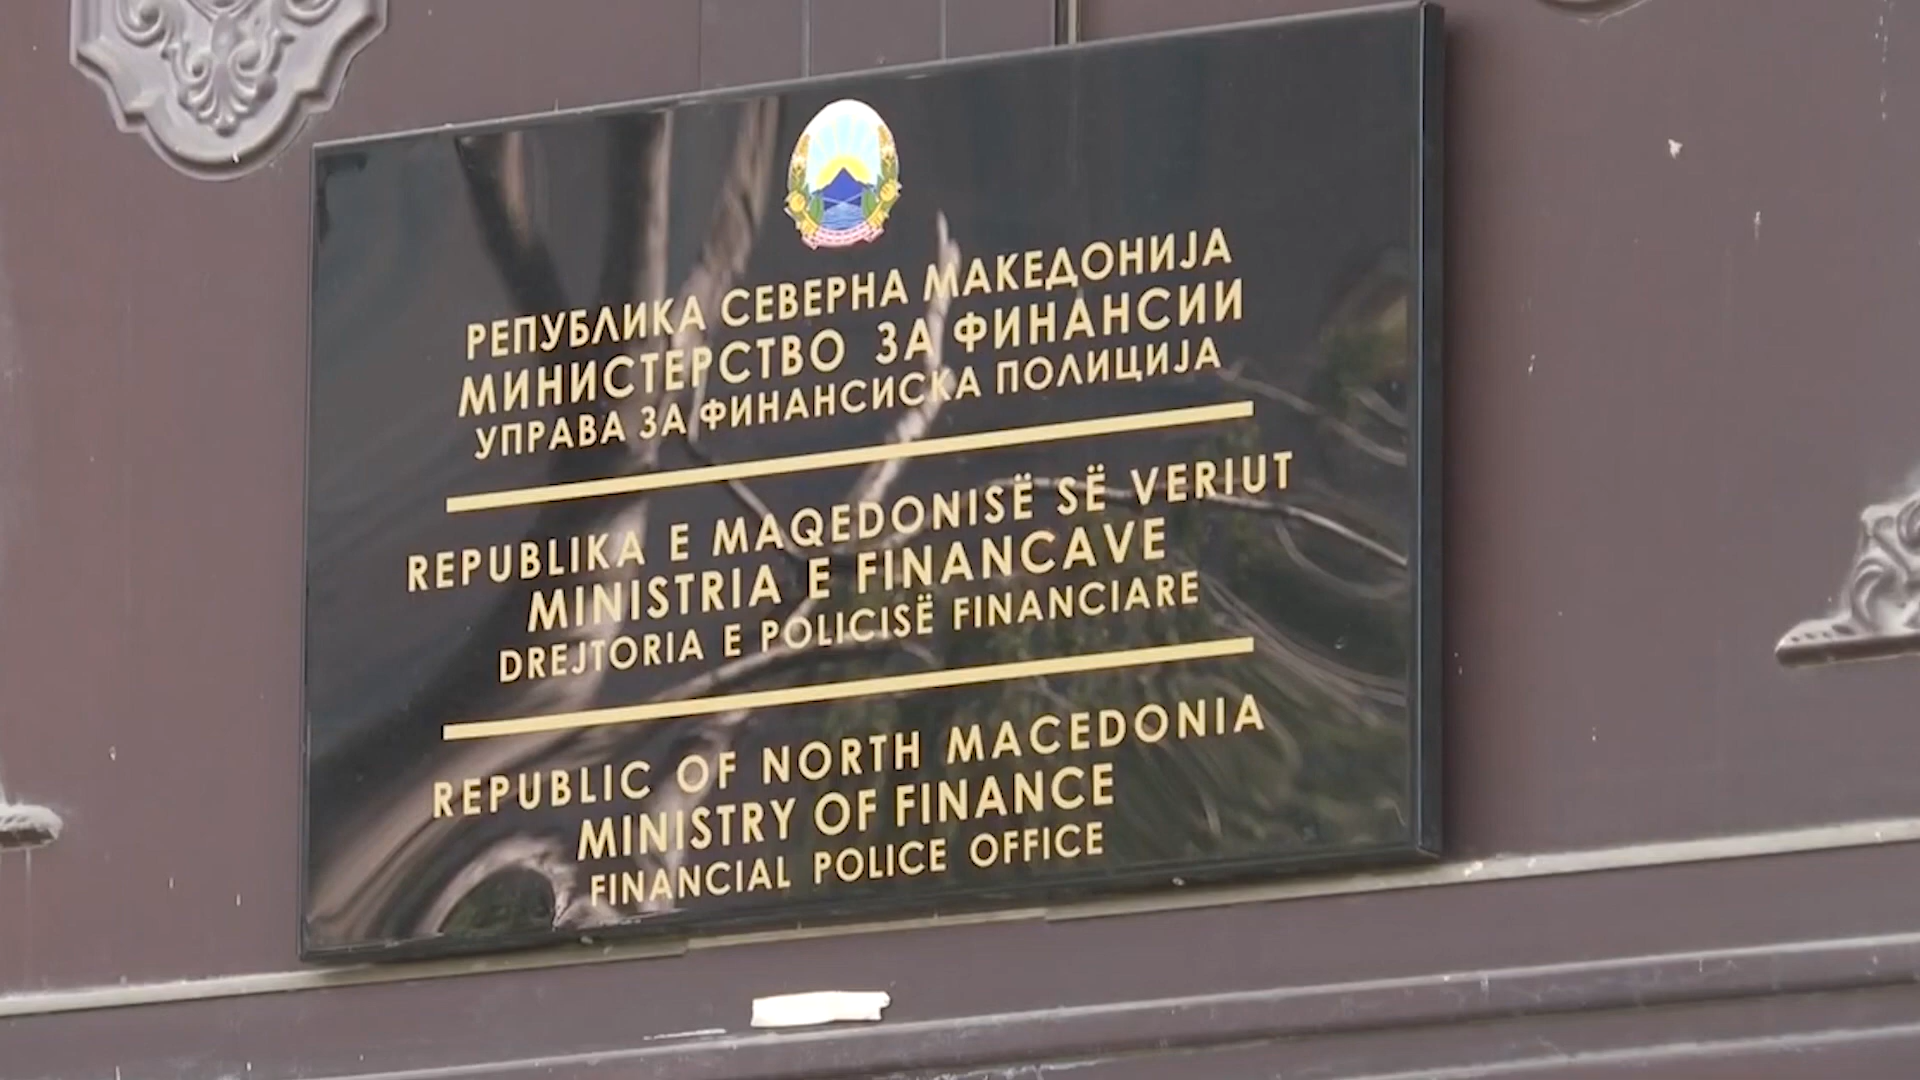 РЕПУБЛИКА СЕВЕРНА МАКЕДОНИЈА
МИНИСТЕРСТВО ЗА ФИНАНСИИ
УПРАВА ЗА ФИНАНСИСКА ПОЛИЦИЈА
REPUBLIKA E MAQEDONISË SË VERIUT
MINISTRIA E FINANCAVE
DREJTORIA E POLICISË FINANCIARE
REPUBLIC OF NORTH MACEDONIA
MINISTRY OF FINANCE
FINANCIAL POLICE OFFICE